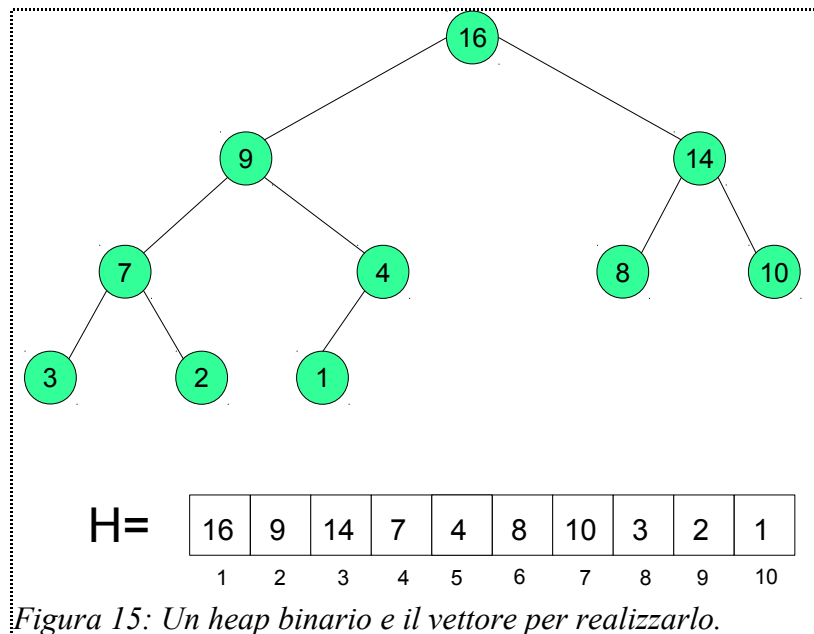 16
9 14
7 4 8 10
3 2 1
H= 16 9 14 7 4 8 10 3 2 1
1 2 3 4 5 6 7 8 9 10
Figura 15: Un heap binario e il vettore per realizzarlo.